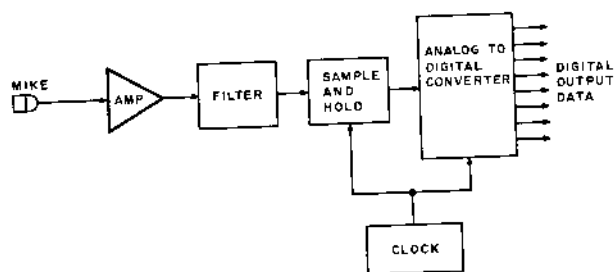 MIKE
AMP
FILTER
SAMPLE
AND
HOLD
ANALOG TO
DIGITAL
CONVERTER
DIGITAL
OUTPUT
DATA
CLOCK